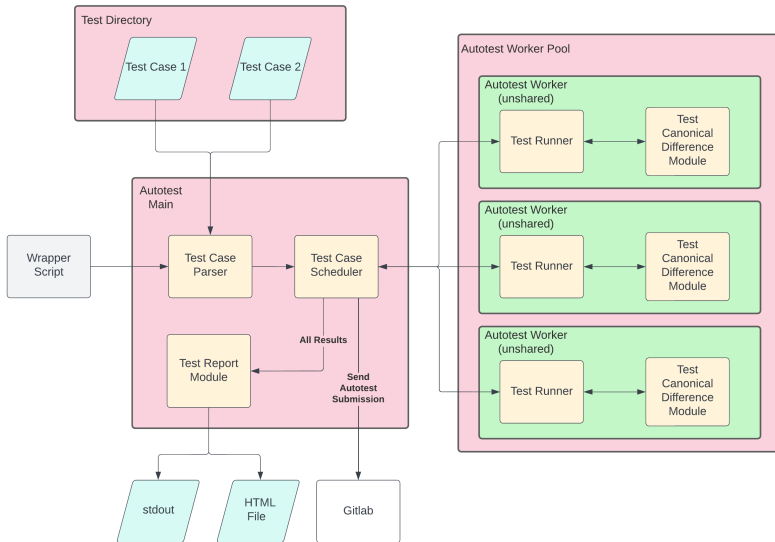 Test Directory
Test Case 1
Test Case 2
Autotest Worker Pool
Autotest Worker
(unshared)
Test Runner
Test
Canonical
Difference
Module
Autotest
Main
Wrapper
Script
Test Case
Parser
Test Case
Scheduler
Autotest Worker
(unshared)
Test Runner
Test
Canonical
Difference
Module
All Results
Test Report
Module
Send
Autotest
Submission
Autotest Worker
(unshared)
Test Runner
Test
Canonical
Difference
Module
stdout
HTML
File
Gitlab